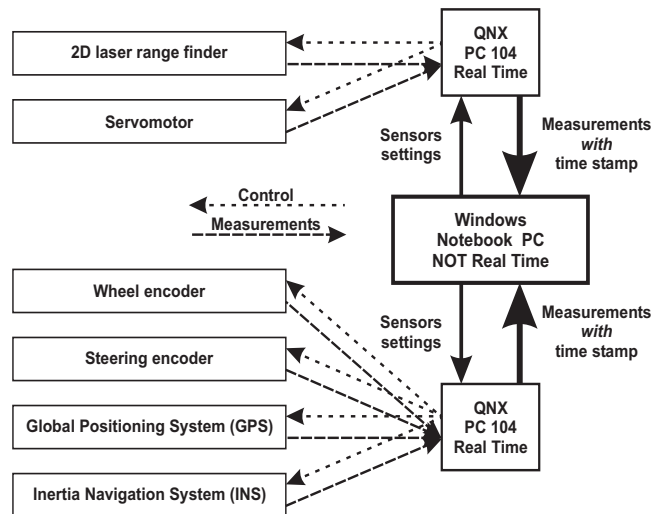 2D laser range finder
Servomotor
QNX
PC 104
Real Time
Sensors
settings
Measurements
with
time stamp
Control
Measurements
Windows
Notebook PC
NOT Real Time
Wheel encoder
Steering encoder
Global Positioning System (GPS)
Inertia Navigation System (INS)
Sensors
settings
Measurements
with
time stamp
QNX
PC 104
Real Time